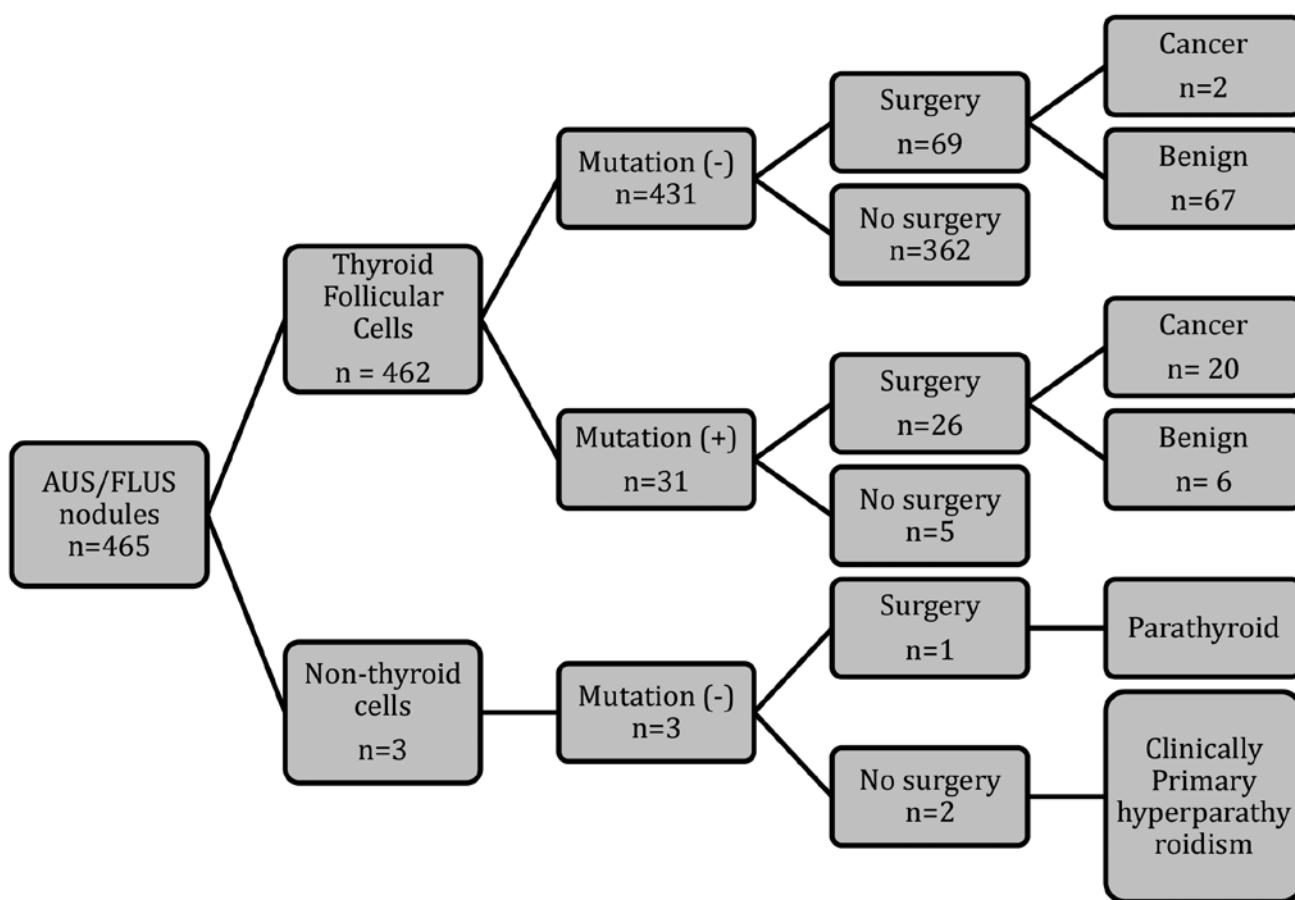 AUS/FLUS
nodules
n=465
Thyroid
Follicular
Cells
n = 462
Non-thyroid
cells
n=3
Mutation (-)
n=431
Mutation (+)
n=31
Mutation (-)
n=3
Surgery
n=69
No surgery
n=362
Surgery
n=26
No surgery
n=5
Surgery
n=1
No surgery
n=2
Cancer
n=2
Benign
n=67
Cancer
n= 20
Benign
n= 6
Parathyroid
Clinically
Primary
hyperparathy
roidism